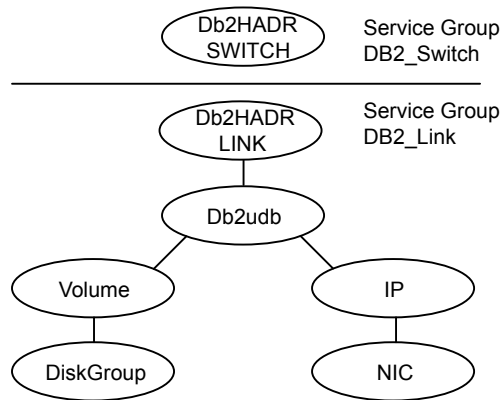 Db2HADR
SWITCH
Service Group
DB2_Switch
Db2HADR
LINK
Service Group
DB2_Link
Db2udb
Volume
IP
DiskGroup
NIC